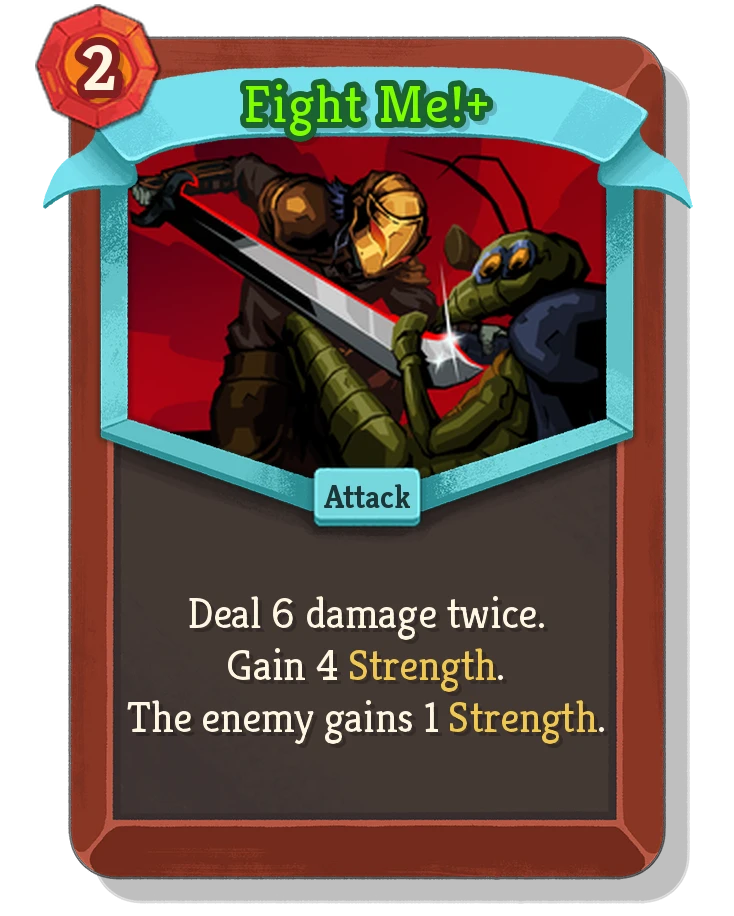 2
Fight Me!+
Attack
Deal 6 damage twice.
Gain 4 Strength.
The enemy gains 1 Strength.